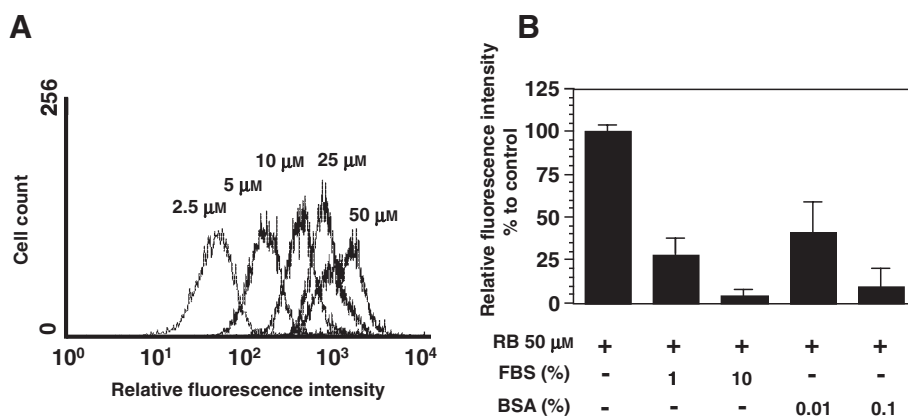 A
256
Cell count
0
2.5 µM
5 µM
10 µM
25 µM
50 µM
10⁰ 10¹ 10² 10³ 10⁴
Relative fluorescence intensity
B
Relative fluorescence intensity
% to control
125
100
75
50
25
0
RB 50 µM + + + + +
FBS (%) - 1 10 - -
BSA (%) - - - 0.01 0.1